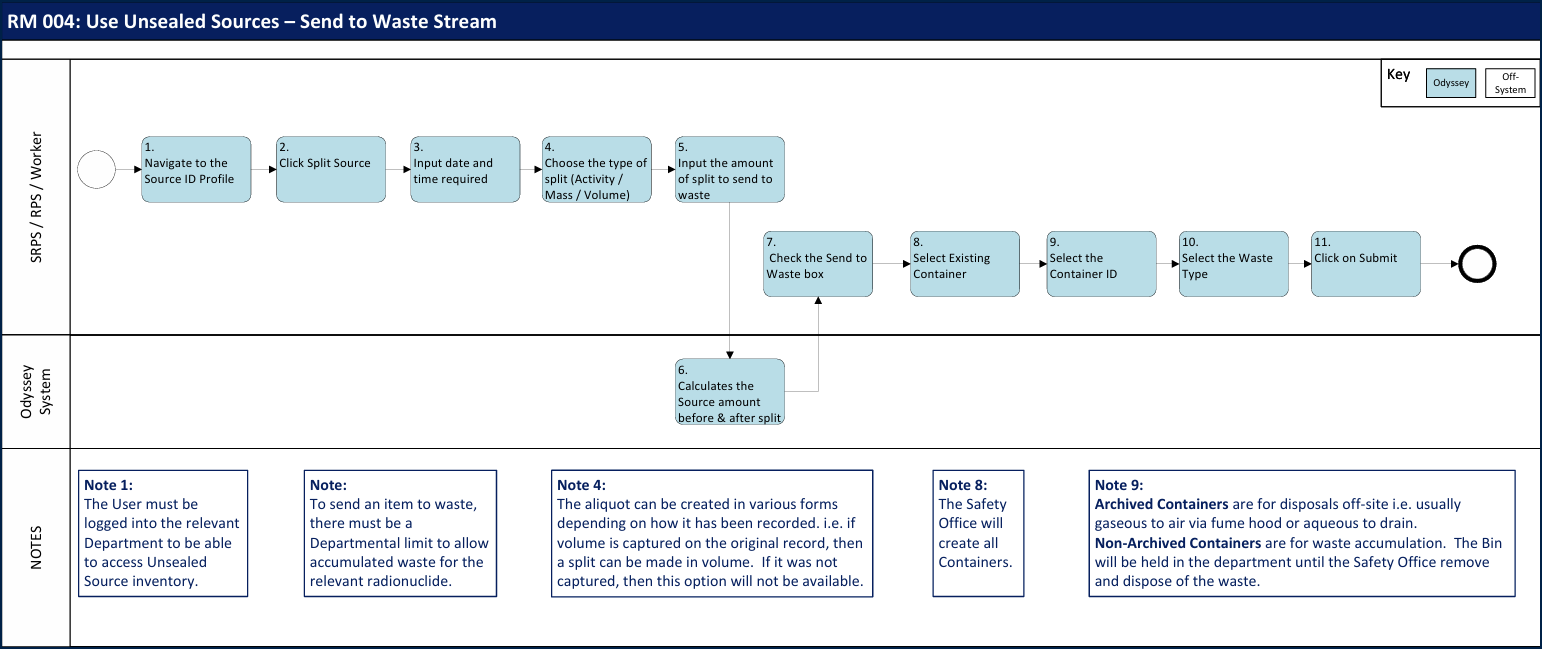 RM 004: Use Unsealed Sources – Send to Waste Stream
Key
Odyssey
Off-
System
SRPS / RPS / Worker
1.
Navigate to the
Source ID Profile
2.
Click Split Source
3.
Input date and
time required
4.
Choose the type of
split (Activity /
Mass / Volume)
5.
Input the amount
of split to send to
waste
7.
Check the Send to
Waste box
8.
Select Existing
Container
9.
Select the
Container ID
10.
Select the Waste
Type
11.
Click on Submit
Odyssey
System
6.
Calculates the
Source amount
before & after split
NOTES
Note 1:
The User must be
logged into the relevant
Department to be able
to access Unsealed
Source inventory.
Note:
To send an item to waste,
there must be a
Departmental limit to allow
accumulated waste for the
relevant radionuclide.
Note 4:
The aliquot can be created in various forms
depending on how it has been recorded. i.e. if
volume is captured on the original record, then
a split can be made in volume.  If it was not
captured, then this option will not be available.
Note 8:
The Safety
Office will
create all
Containers.
Note 9:
Archived Containers are for disposals off-site i.e. usually
gaseous to air via fume hood or aqueous to drain.
Non-Archived Containers are for waste accumulation.  The Bin
will be held in the department until the Safety Office remove
and dispose of the waste.